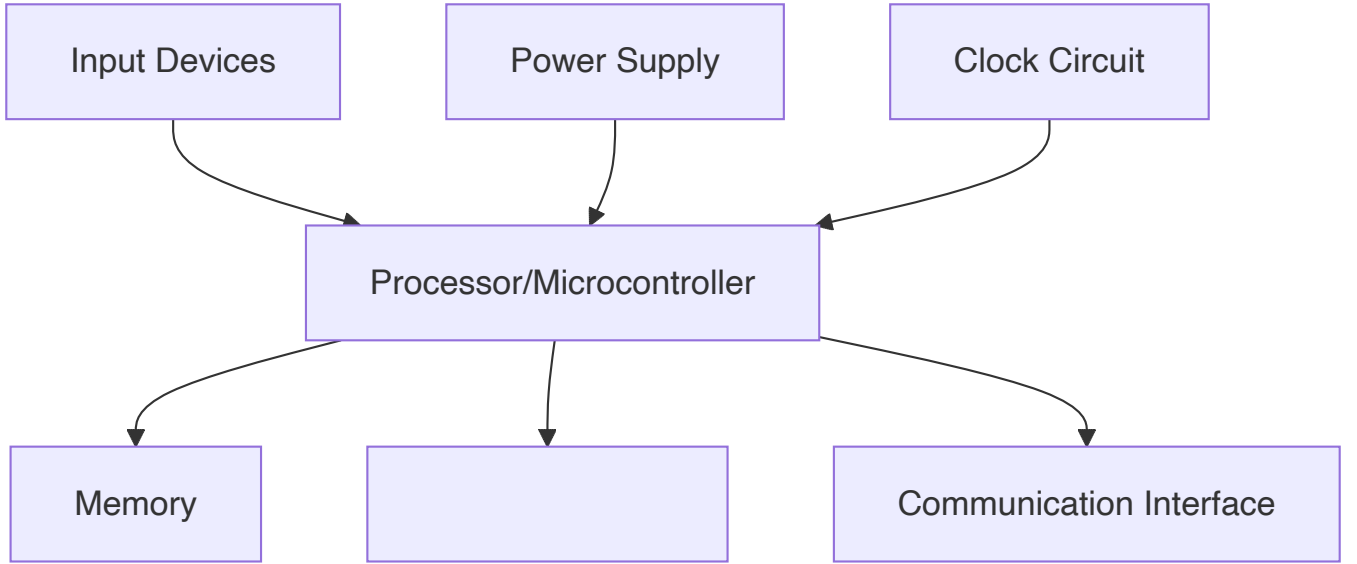 Input Devices
Power Supply
Clock Circuit
Processor/Microcontroller
Memory
Communication Interface